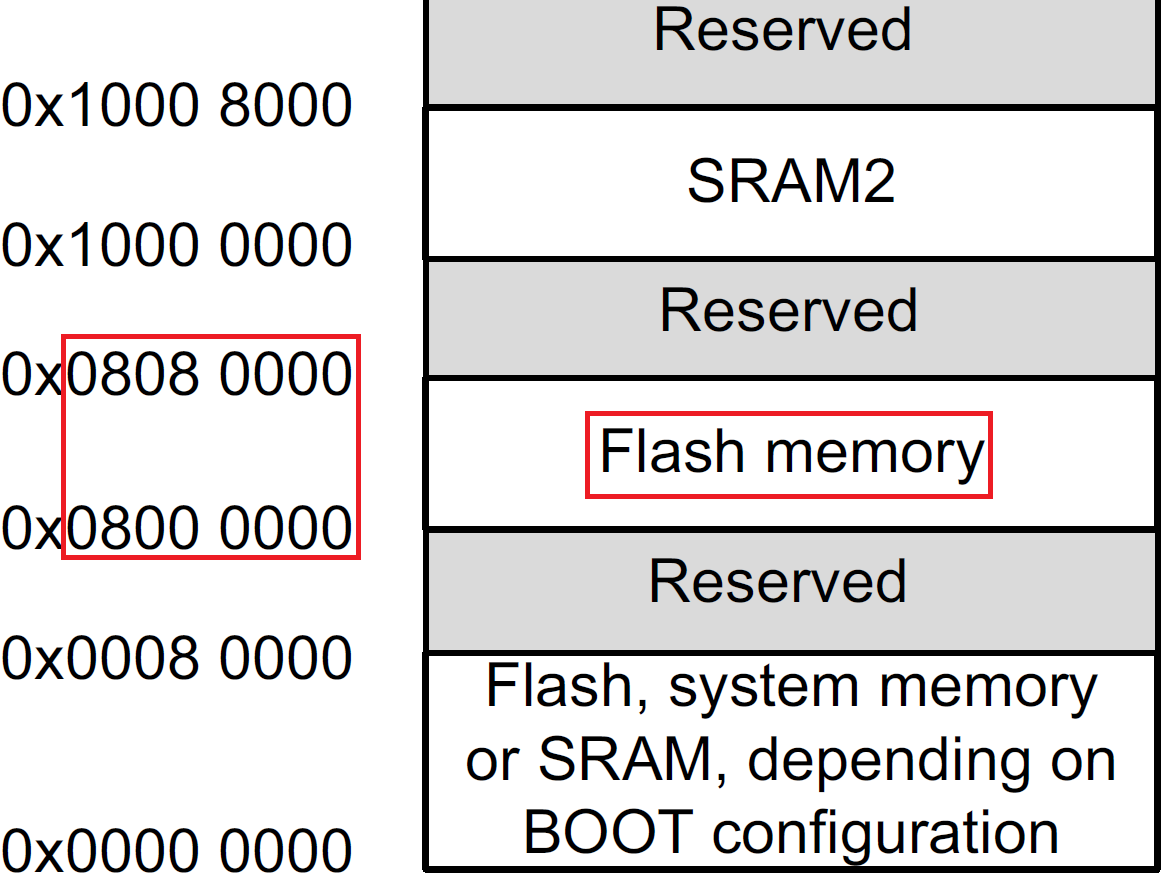 Reserved
0x1000 8000
SRAM2
0x1000 0000
Reserved
0x0808 0000
Flash memory
0x0800 0000
Reserved
0x0008 0000
Flash, system memory
or SRAM, depending on
BOOT configuration
0x0000 0000